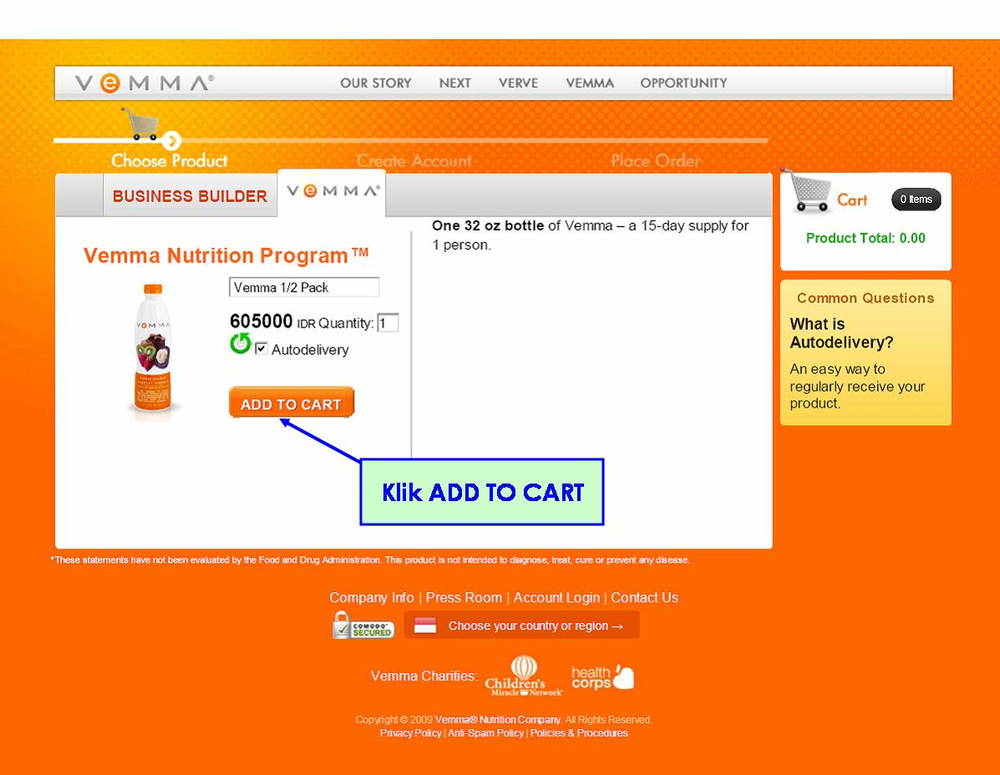 VEMMA®
OUR STORY NEXT VERVE VEMMA OPPORTUNITY
Choose Product Create Account Place Order
BUSINESS BUILDER VEMMA®
Cart 0 Items
Product Total: 0.00
One 32 oz bottle of Vemma – a 15-day supply for
1 person.
Vemma Nutrition Program™
Vemma 1/2 Pack
605000 IDR Quantity: 1
Autodelivery
ADD TO CART
VEMMA
Klik ADD TO CART
Common Questions
What is
Autodelivery?
An easy way to
regularly receive your
product.
*These statements have not been evaluated by the Food and Drug Administration. This product is not intended to diagnose, treat, cure or prevent any disease.
Company Info | Press Room | Account Login | Contact Us
COMODO™
SECURED
Choose your country or region →
Vemma Charities:
Children's
Miracle Network®
health
corps
Copyright © 2009 Vemma® Nutrition Company. All Rights Reserved.
Privacy Policy | Anti-Spam Policy | Policies & Procedures